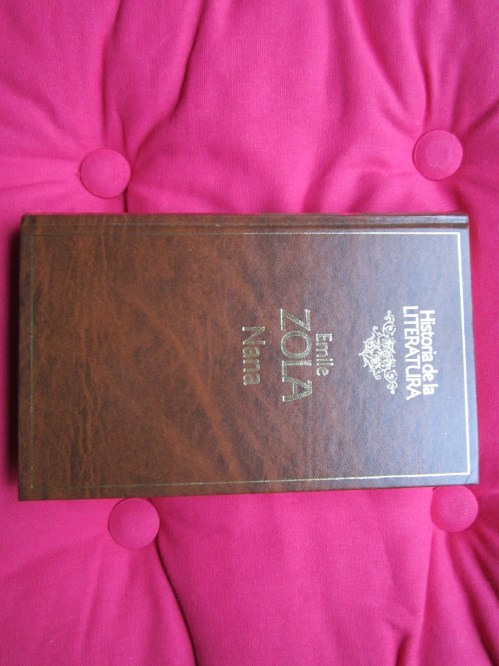 Historia de la
LITERATURA
Emile
ZOLA
Nana